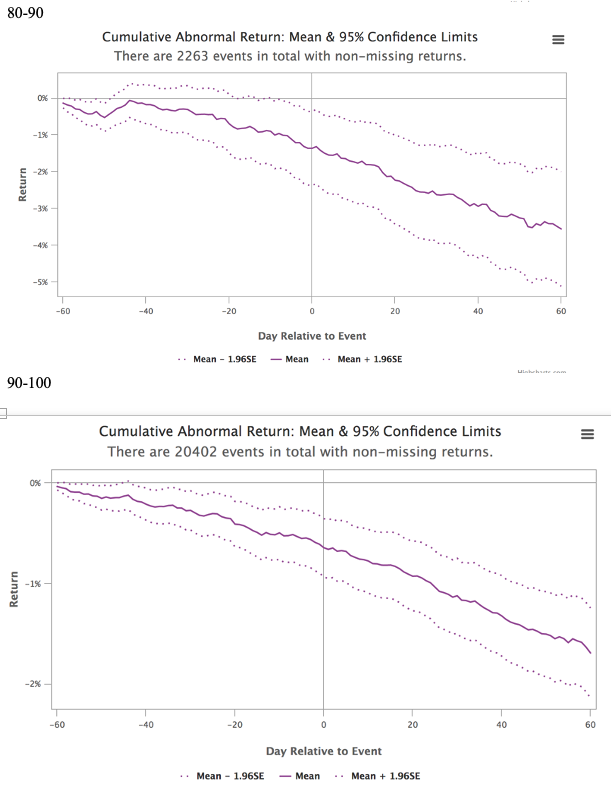 80-90
Cumulative Abnormal Return: Mean & 95% Confidence Limits
There are 2263 events in total with non-missing returns.
0%
-1%
-2%
-3%
-4%
-5%
Return
-60 -40 -20 0 20 40 60
Day Relative to Event
Mean - 1.96SE Mean Mean + 1.96SE
90-100
Cumulative Abnormal Return: Mean & 95% Confidence Limits
There are 20402 events in total with non-missing returns.
0%
-1%
-2%
Return
-60 -40 -20 0 20 40 60
Day Relative to Event
Mean - 1.96SE Mean Mean + 1.96SE